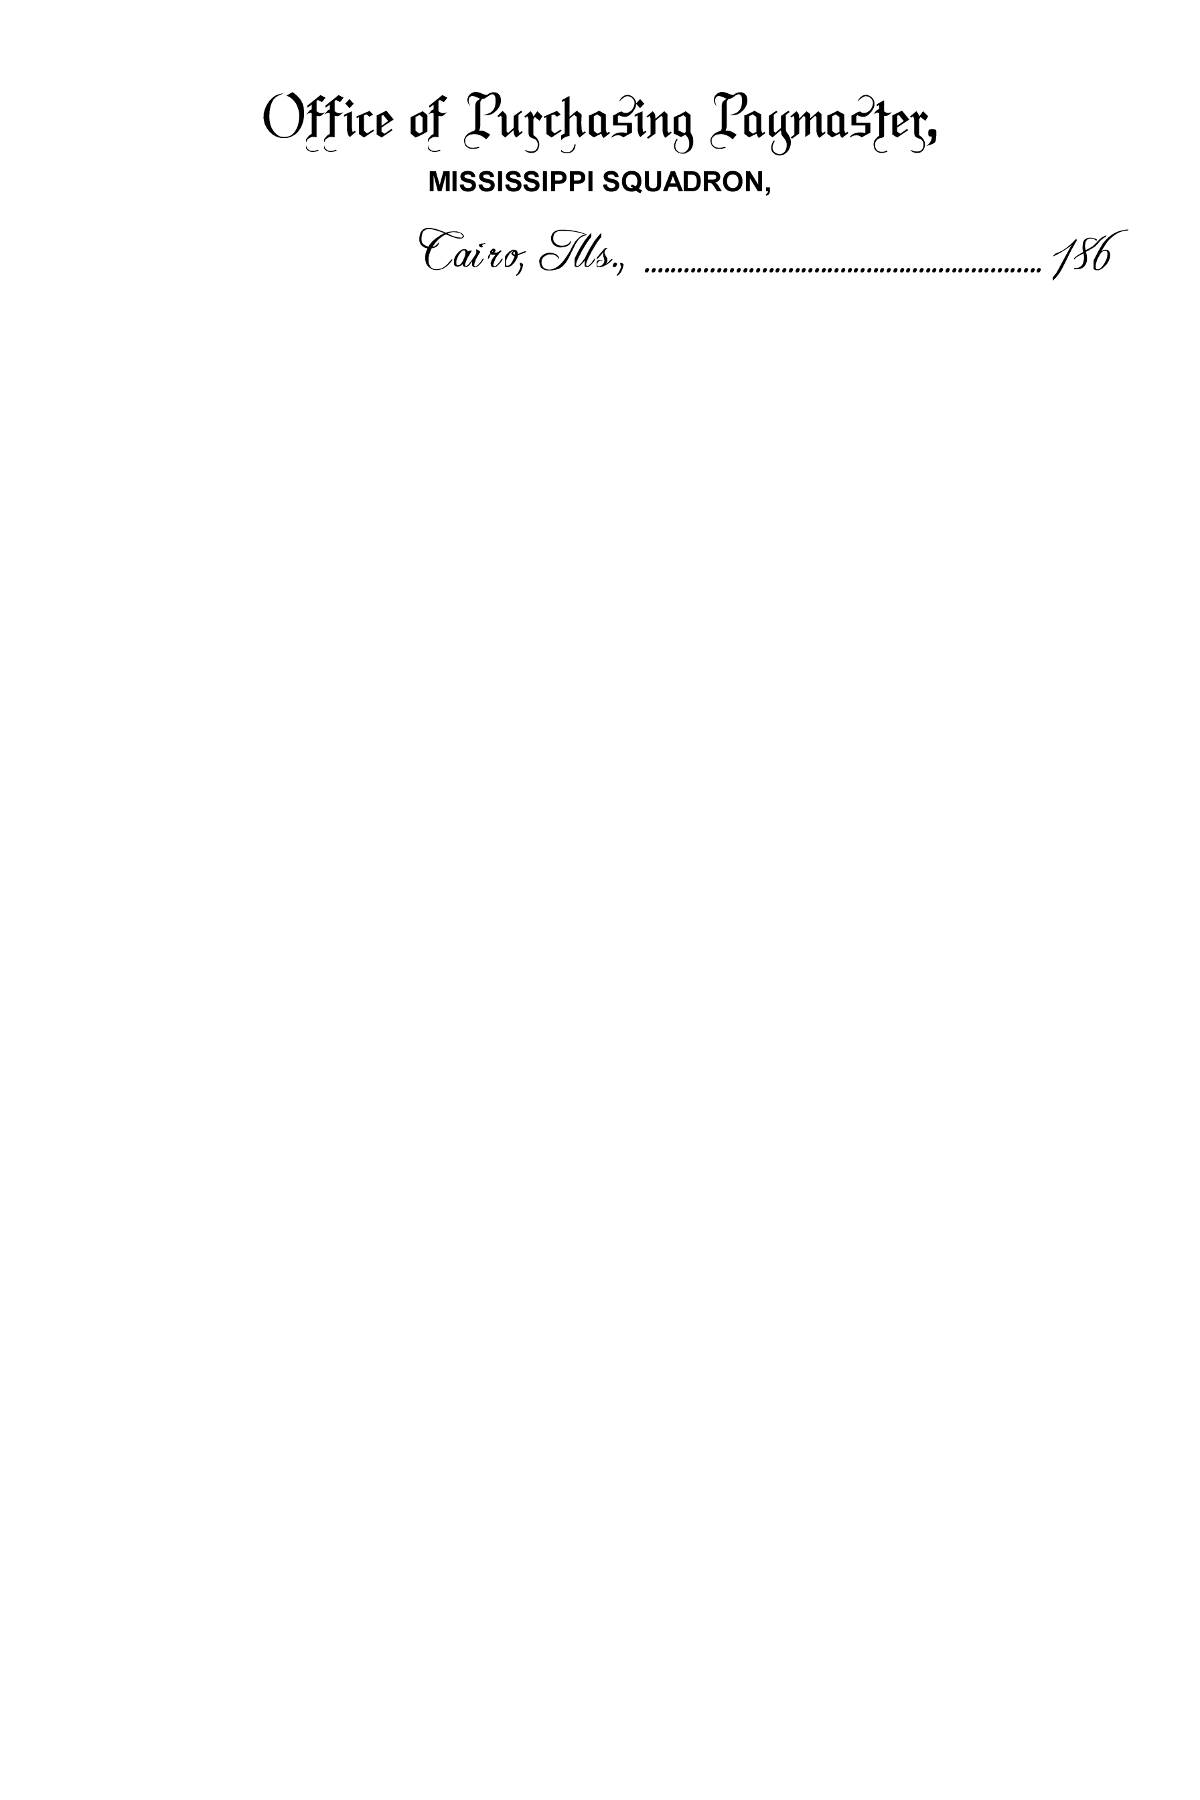 Office of Purchasing Paymaster,
MISSISSIPPI SQUADRON,
Cairo, Ills., ............................................................. 186